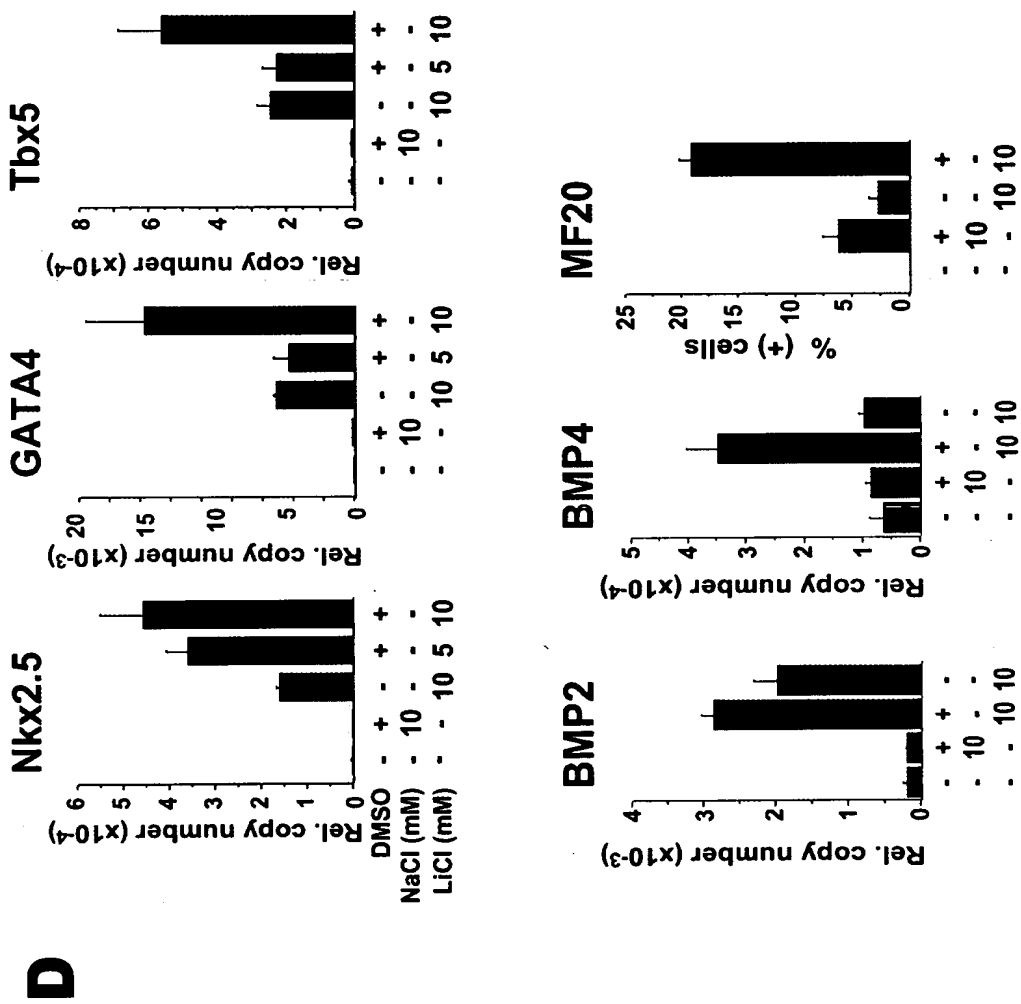 D
Nkx2.5
Rel. copy number (x10-4)
6
5
4
3
2
1
0
DMSO - + - + +
NaCl (mM) - 10 - - -
LiCl (mM) - - 10 5 10
GATA4
Rel. copy number (x10-3)
20
15
10
5
0
- + - + +
- 10 - - -
- - 10 5 10
Tbx5
Rel. copy number (x10-4)
8
6
4
2
0
- + - + +
- 10 - - -
- - 10 5 10
BMP2
Rel. copy number (x10-3)
4
3
2
1
0
- + + -
- 10 - -
- - 10 10
BMP4
Rel. copy number (x10-4)
5
4
3
2
1
0
- + + -
- 10 - -
- - 10 10
MF20
% (+) cells
25
20
15
10
5
0
- + - +
- 10 - -
- - 10 10